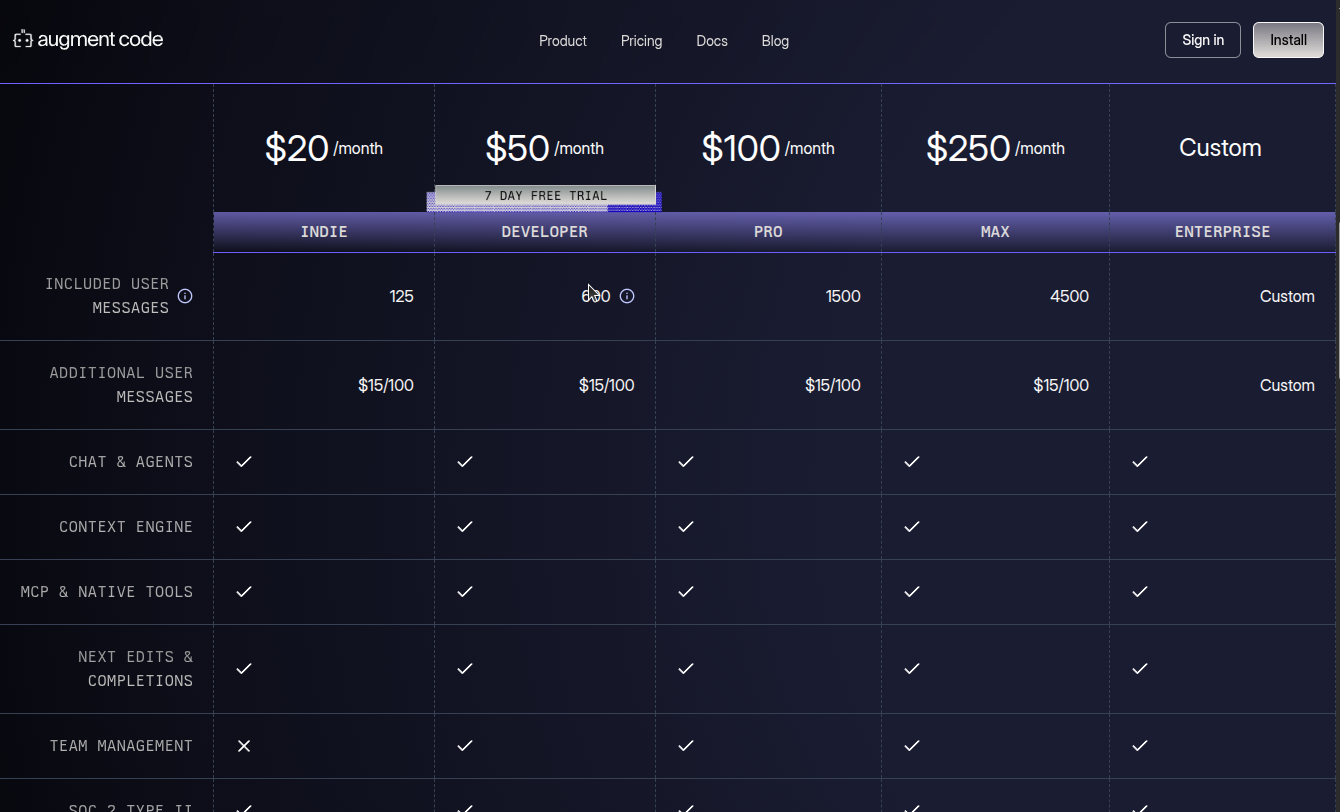 augment code
Product Pricing Docs Blog
Sign in Install
$20 /month $50 /month $100 /month $250 /month Custom
7 DAY FREE TRIAL
INDIE DEVELOPER PRO MAX ENTERPRISE
INCLUDED USER
MESSAGES
125 600 1500 4500 Custom
ADDITIONAL USER
MESSAGES
$15/100 $15/100 $15/100 $15/100 Custom
CHAT & AGENTS
CONTEXT ENGINE
MCP & NATIVE TOOLS
NEXT EDITS &
COMPLETIONS
TEAM MANAGEMENT
SOC 2 TYPE II